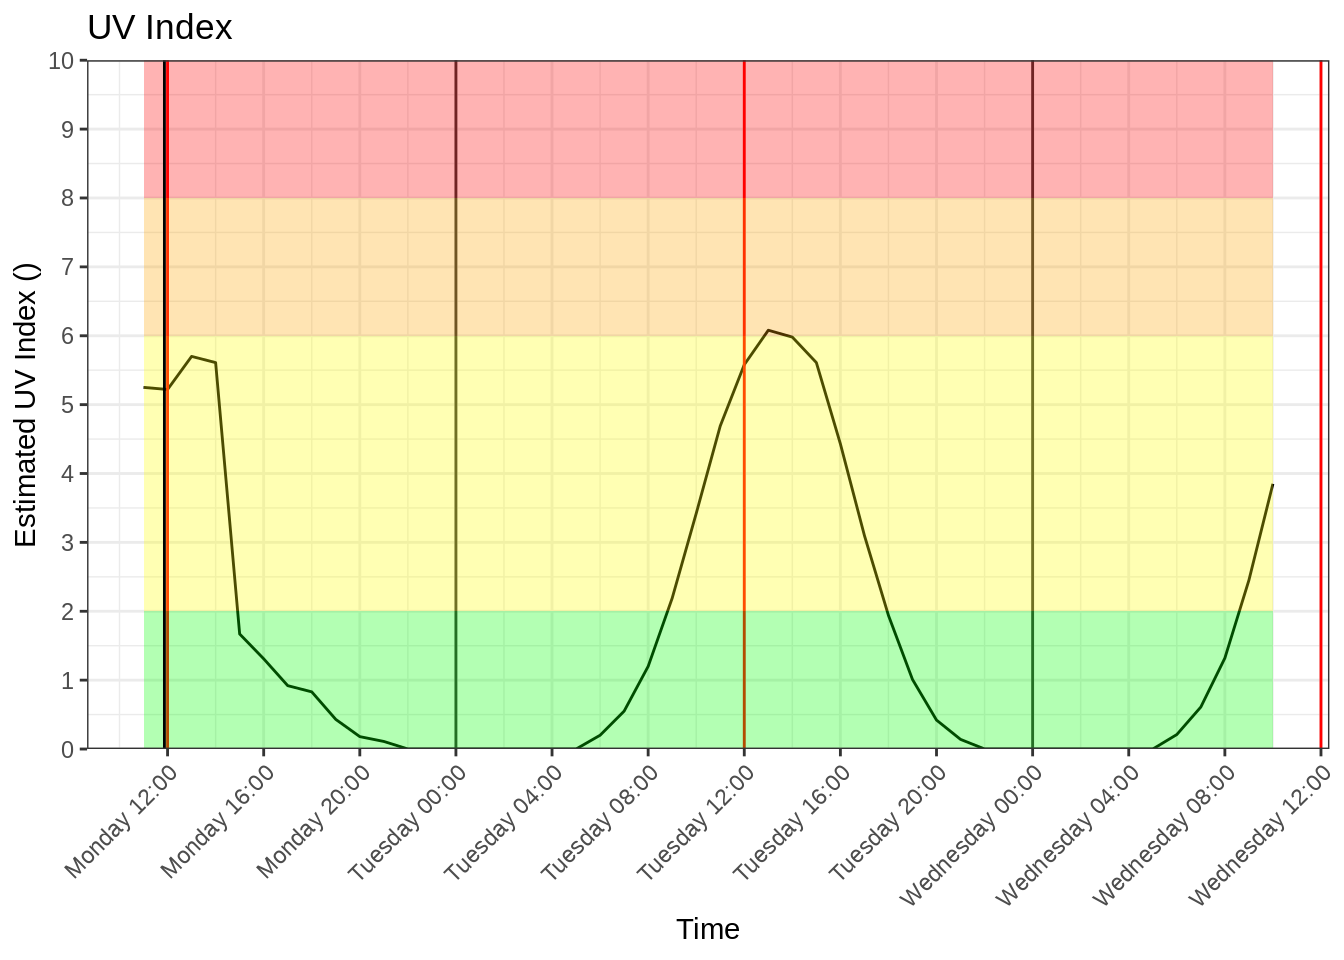 UV Index
Estimated UV Index ()
10
9
8
7
6
5
4
3
2
1
0
Monday 12:00
Monday 16:00
Monday 20:00
Tuesday 00:00
Tuesday 04:00
Tuesday 08:00
Tuesday 12:00
Tuesday 16:00
Tuesday 20:00
Wednesday 00:00
Wednesday 04:00
Wednesday 08:00
Wednesday 12:00
Time